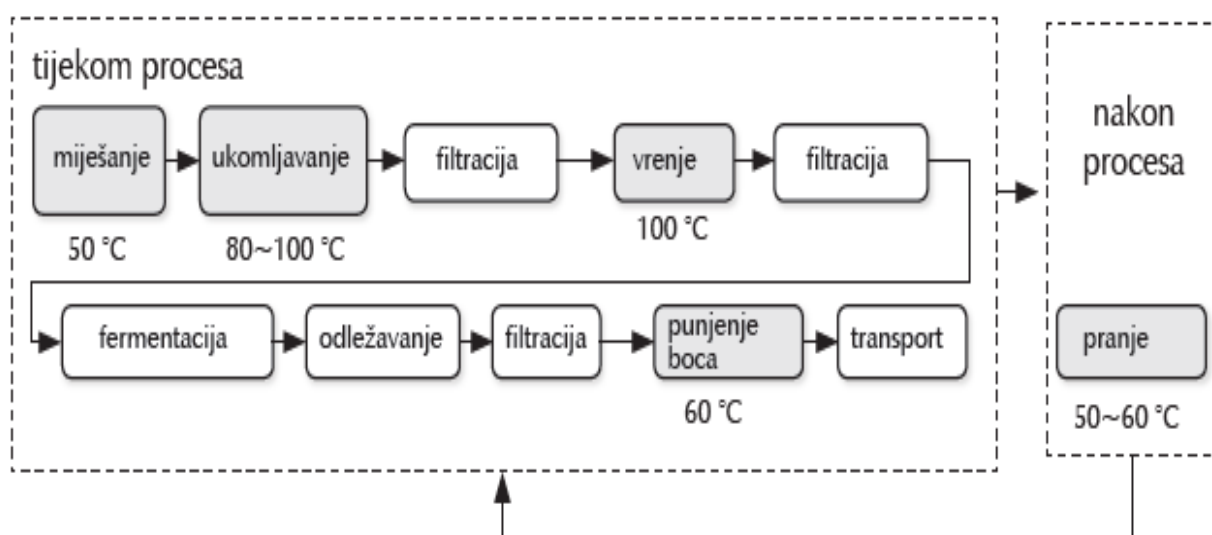 tijekom procesa
miješanje
ukomljavanje
filtracija
vrenje
filtracija
50 °C
80~100 °C
100 °C
fermentacija
odležavanje
filtracija
punjenje
boca
transport
60 °C
nakon
procesa
pranje
50~60 °C